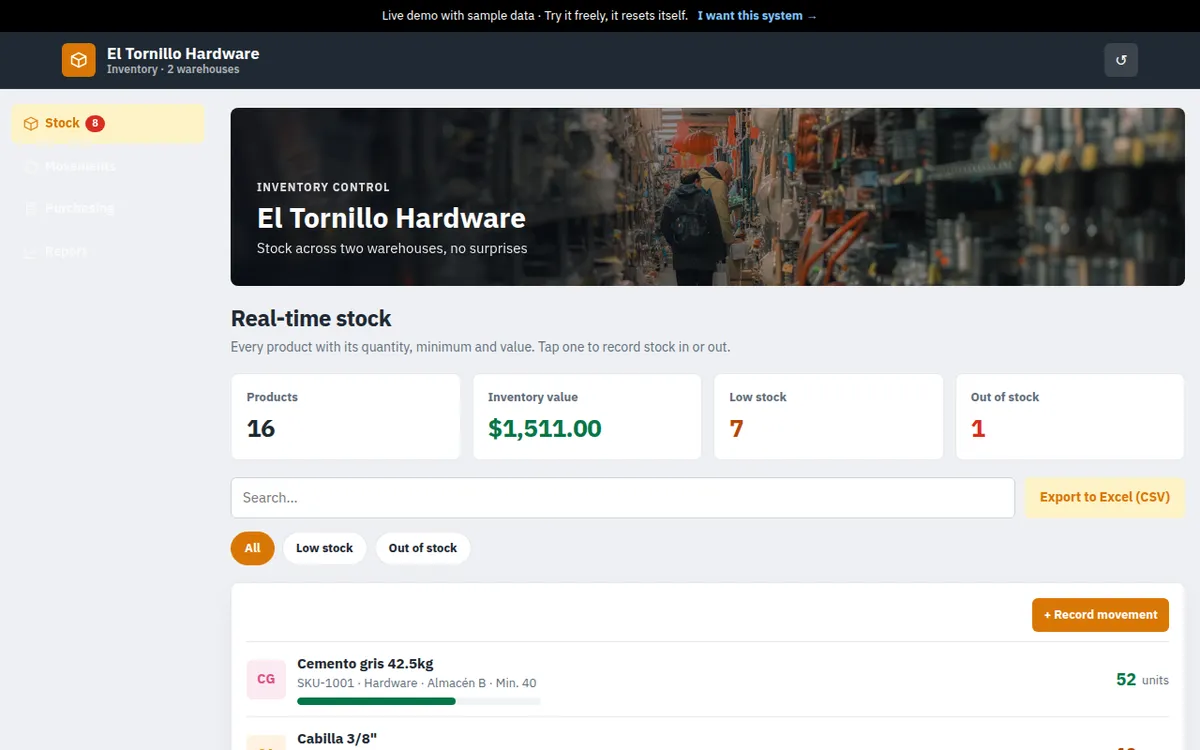 Live demo with sample data · Try it freely, it resets itself. I want this system →
El Tornillo Hardware
Inventory · 2 warehouses
↺
Stock 8
Movements
Purchasing
Report
INVENTORY CONTROL
El Tornillo Hardware
Stock across two warehouses, no surprises
Real-time stock
Every product with its quantity, minimum and value. Tap one to record stock in or out.
Products
16
Inventory value
$1,511.00
Low stock
7
Out of stock
1
Search...
Export to Excel (CSV)
All
Low stock
Out of stock
+ Record movement
CG
Cemento gris 42.5kg
SKU-1001 · Hardware · Almacén B · Min. 40
52 units
Cabilla 3/8"